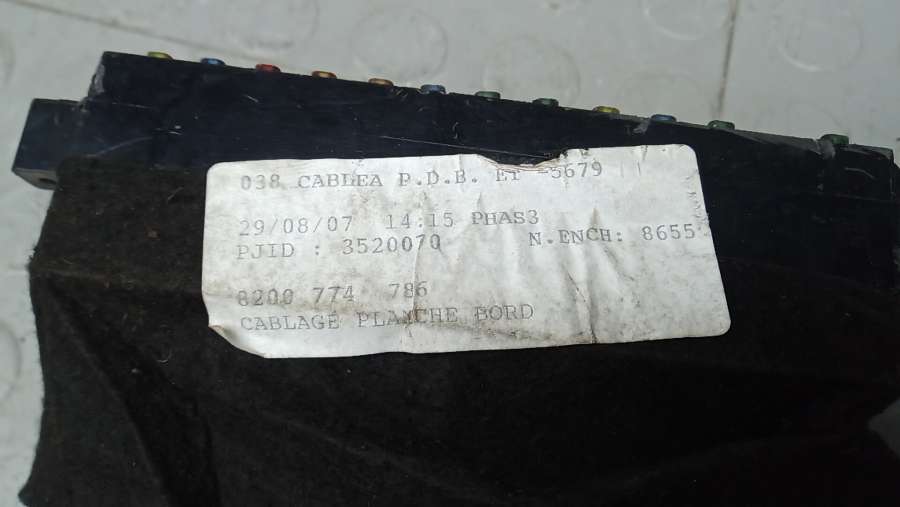 038 CABLEA P.D.B. ET -5679
29/08/07 14:15 PHAS3
PJID : 3520070 N.ENCH: 8655
8200 774 786
CABLAGE PLANCHE BORD